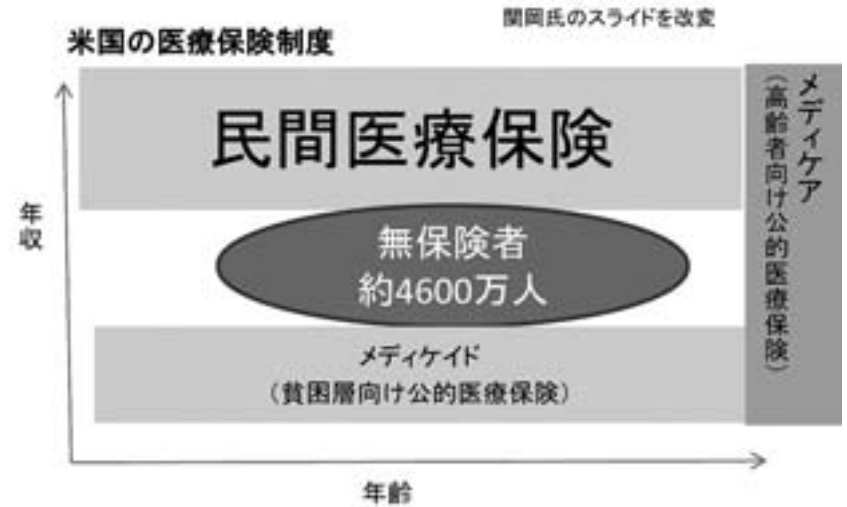 関岡氏のスライドを改変
米国の医療保険制度
民間医療保険
無保険者
約4600万人
メディケイド
（貧困層向け公的医療保険）
メディケア
（高齢者向け公的医療保険）
年収
年齢